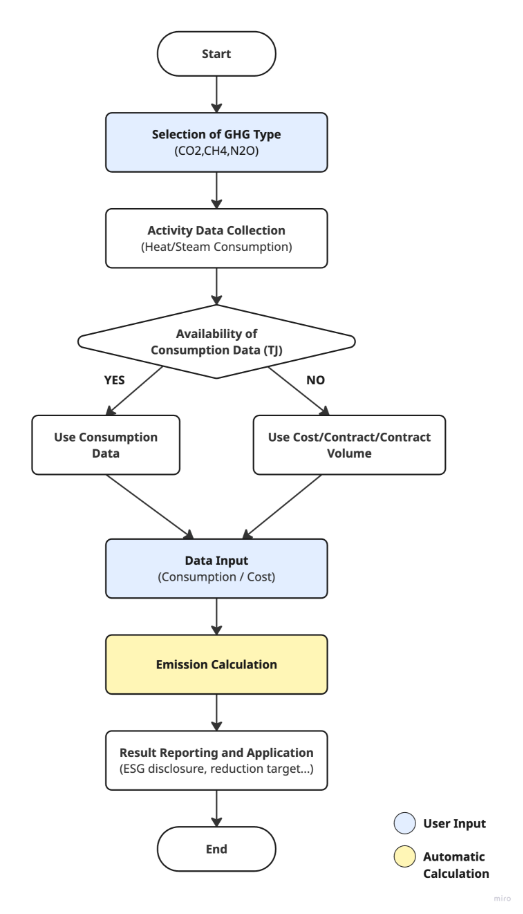 Start
Selection of GHG Type
(CO2,CH4,N2O)
Activity Data Collection
(Heat/Steam Consumption)
Availability of
Consumption Data (TJ)
YES
NO
Use Consumption
Data
Use Cost/Contract/Contract
Volume
Data Input
(Consumption / Cost)
Emission Calculation
Result Reporting and Application
(ESG disclosure, reduction target...)
End
User Input
Automatic
Calculation
miro